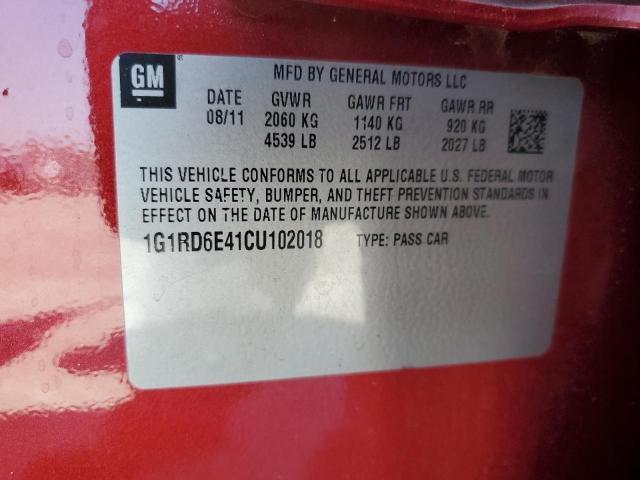 GM
®
MFD BY GENERAL MOTORS LLC
DATE GVWR GAWR FRT GAWR RR
08/11 2060 KG 1140 KG 920 KG
4539 LB 2512 LB 2027 LB
THIS VEHICLE CONFORMS TO ALL APPLICABLE U.S. FEDERAL MOTOR
VEHICLE SAFETY, BUMPER, AND THEFT PREVENTION STANDARDS IN
EFFECT ON THE DATE OF MANUFACTURE SHOWN ABOVE.
1G1RD6E41CU102018 TYPE: PASS CAR